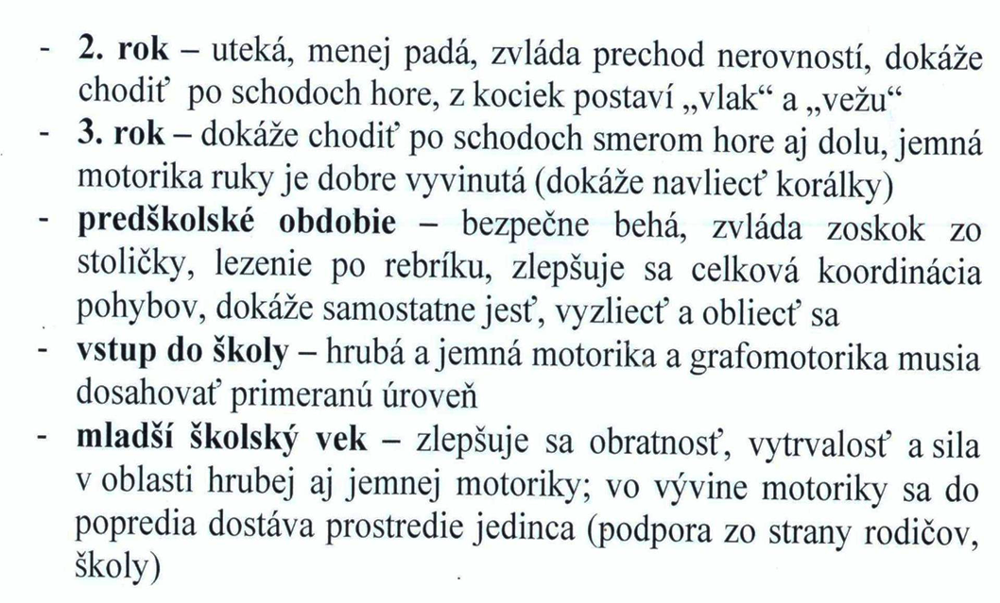 - 2. rok – uteká, menej padá, zvláda prechod nerovností, dokáže
chodiť po schodoch hore, z kociek postaví „vlak“ a „vežu“
- 3. rok – dokáže chodiť po schodoch smerom hore aj dolu, jemná
motorika ruky je dobre vyvinutá (dokáže navliecť korálky)
- predškolské obdobie – bezpečne behá, zvláda zoskok zo
stoličky, lezenie po rebríku, zlepšuje sa celková koordinácia
pohybov, dokáže samostatne jesť, vyzliecť a obliecť sa
- vstup do školy – hrubá a jemná motorika a grafomotorika musia
dosahovať primeranú úroveň
- mladší školský vek – zlepšuje sa obratnosť, vytrvalosť a sila
v oblasti hrubej aj jemnej motoriky; vo vývine motoriky sa do
popredia dostáva prostredie jedinca (podpora zo strany rodičov,
školy)